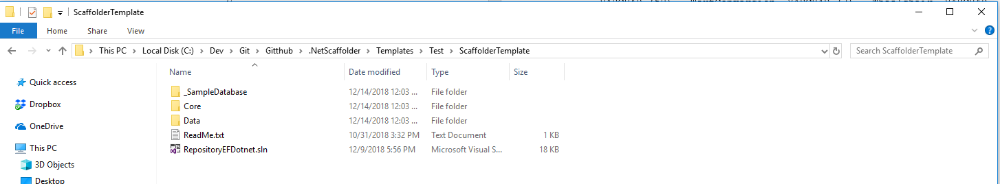 ScaffolderTemplate
File Home Share View
This PC Local Disk (C:) Dev Git Gitthub .NetScaffolder Templates Test ScaffolderTemplate Search ScaffolderTemplate
Name Date modified Type Size
Quick access
_SampleDatabase 12/14/2018 12:03 ... File folder
Dropbox
Core 12/14/2018 12:03 ... File folder
Data 12/14/2018 12:03 ... File folder
OneDrive
ReadMe.txt 10/31/2018 3:32 PM Text Document 1 KB
This PC
RepositoryEFDotnet.sln 12/9/2018 5:56 PM Microsoft Visual S... 18 KB
3D Objects
Desktop